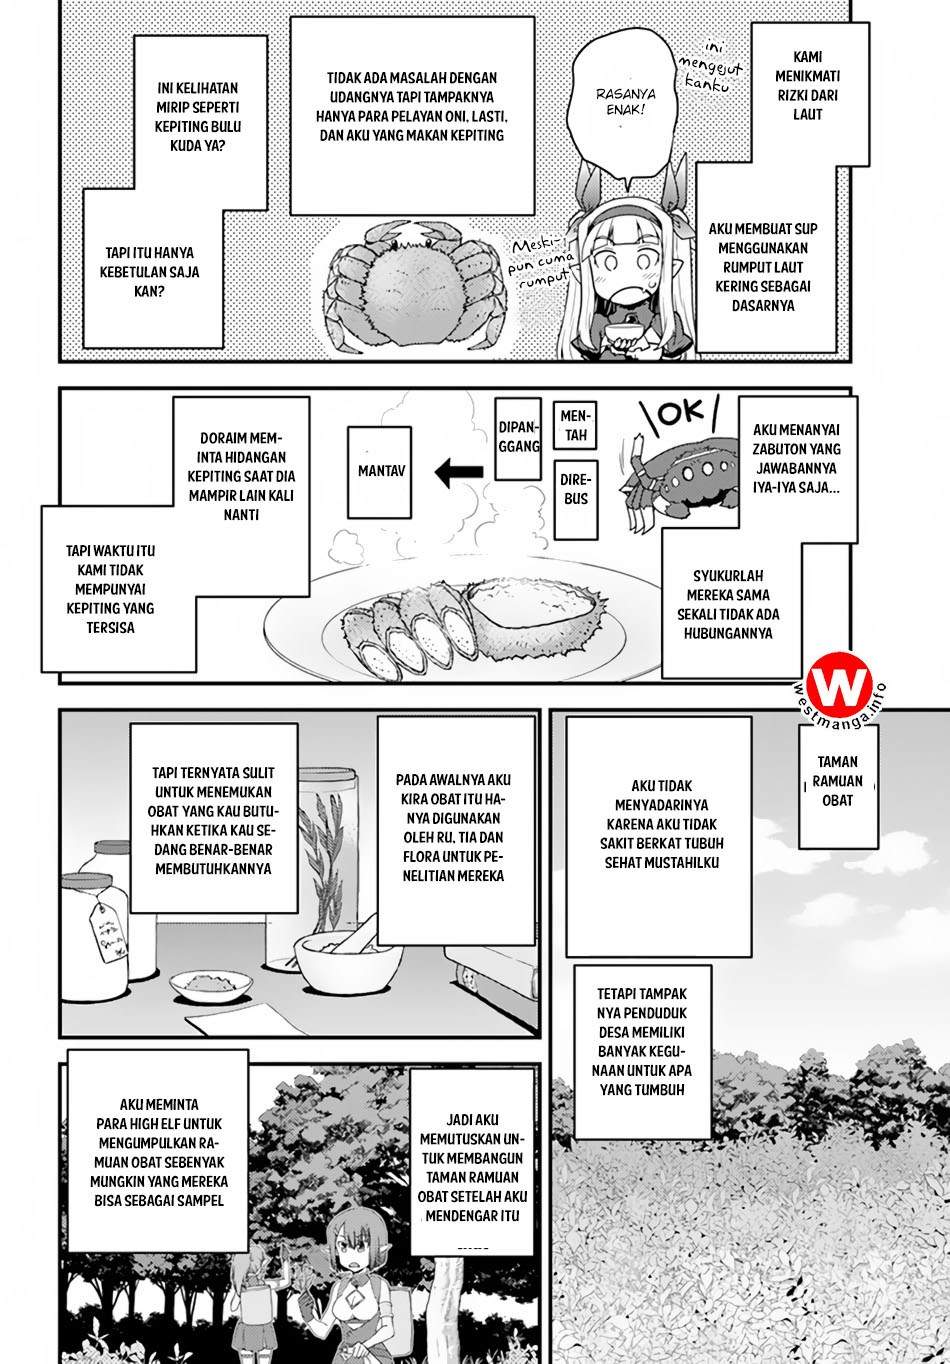 KAMI
MENIKMATI
RIZKI DARI
LAUT
AKU MEMBUAT SUP
MENGGUNAKAN
RUMPUT LAUT
KERING SEBAGAI
DASARNYA
RASANYA
ENAK!
ini
mengejut
kanku
Meski-
pun cuma
rumput
TIDAK ADA MASALAH DENGAN
UDANGNYA TAPI TAMPAKNYA
HANYA PARA PELAYAN ONI, LASTI,
DAN AKU YANG MAKAN KEPITING
INI KELIHATAN
MIRIP SEPERTI
KEPITING BULU
KUDA YA?
TAPI ITU HANYA
KEBETULAN SAJA
KAN?
AKU MENANYAI
ZABUTON YANG
JAWABANNYA
IYA-IYA SAJA...
OK
SYUKURLAH
MEREKA SAMA
SEKALI TIDAK ADA
HUBUNGANNYA
MEN-
TAH
DIRE-
BUS
DIPAN-
GGANG
MANTAV
DORAIM MEM-
INTA HIDANGAN
KEPITING SAAT DIA
MAMPIR LAIN KALI
NANTI
TAPI WAKTU ITU
KAMI TIDAK
MEMPUNYAI
KEPITING YANG
TERSISA
W
westmanga.info
TAMAN
RAMUAN
OBAT
AKU TIDAK
MENYADARINYA
KARENA AKU TIDAK
SAKIT BERKAT TUBUH
SEHAT MUSTAHILKU
TETAPI TAMPAK
NYA PENDUDUK
DESA MEMILIKI
BANYAK KEGU-
NAAN UNTUK APA
YANG TUMBUH
PADA AWALNYA AKU
KIRA OBAT ITU HA-
NYA DIGUNAKAN
OLEH RU, TIA DAN
FLORA UNTUK PE-
NELITIAN MEREKA
TAPI TERNYATA SULIT
UNTUK MENEMUKAN
OBAT YANG KAU BUTU-
HKAN KETIKA KAU SE-
DANG BENAR-BENAR
MEMBUTUHKANNYA
JADI AKU
MEMUTUSKAN UN-
TUK MEMBANGUN
TAMAN RAMUAN
OBAT SETELAH AKU
MENDENGAR ITU
AKU MEMINTA
PARA HIGH ELF UNTUK
MENGUMPULKAN RA-
MUAN OBAT SEBENYAK
MUNGKIN YANG MEREKA
BISA SEBAGAI SAMPEL